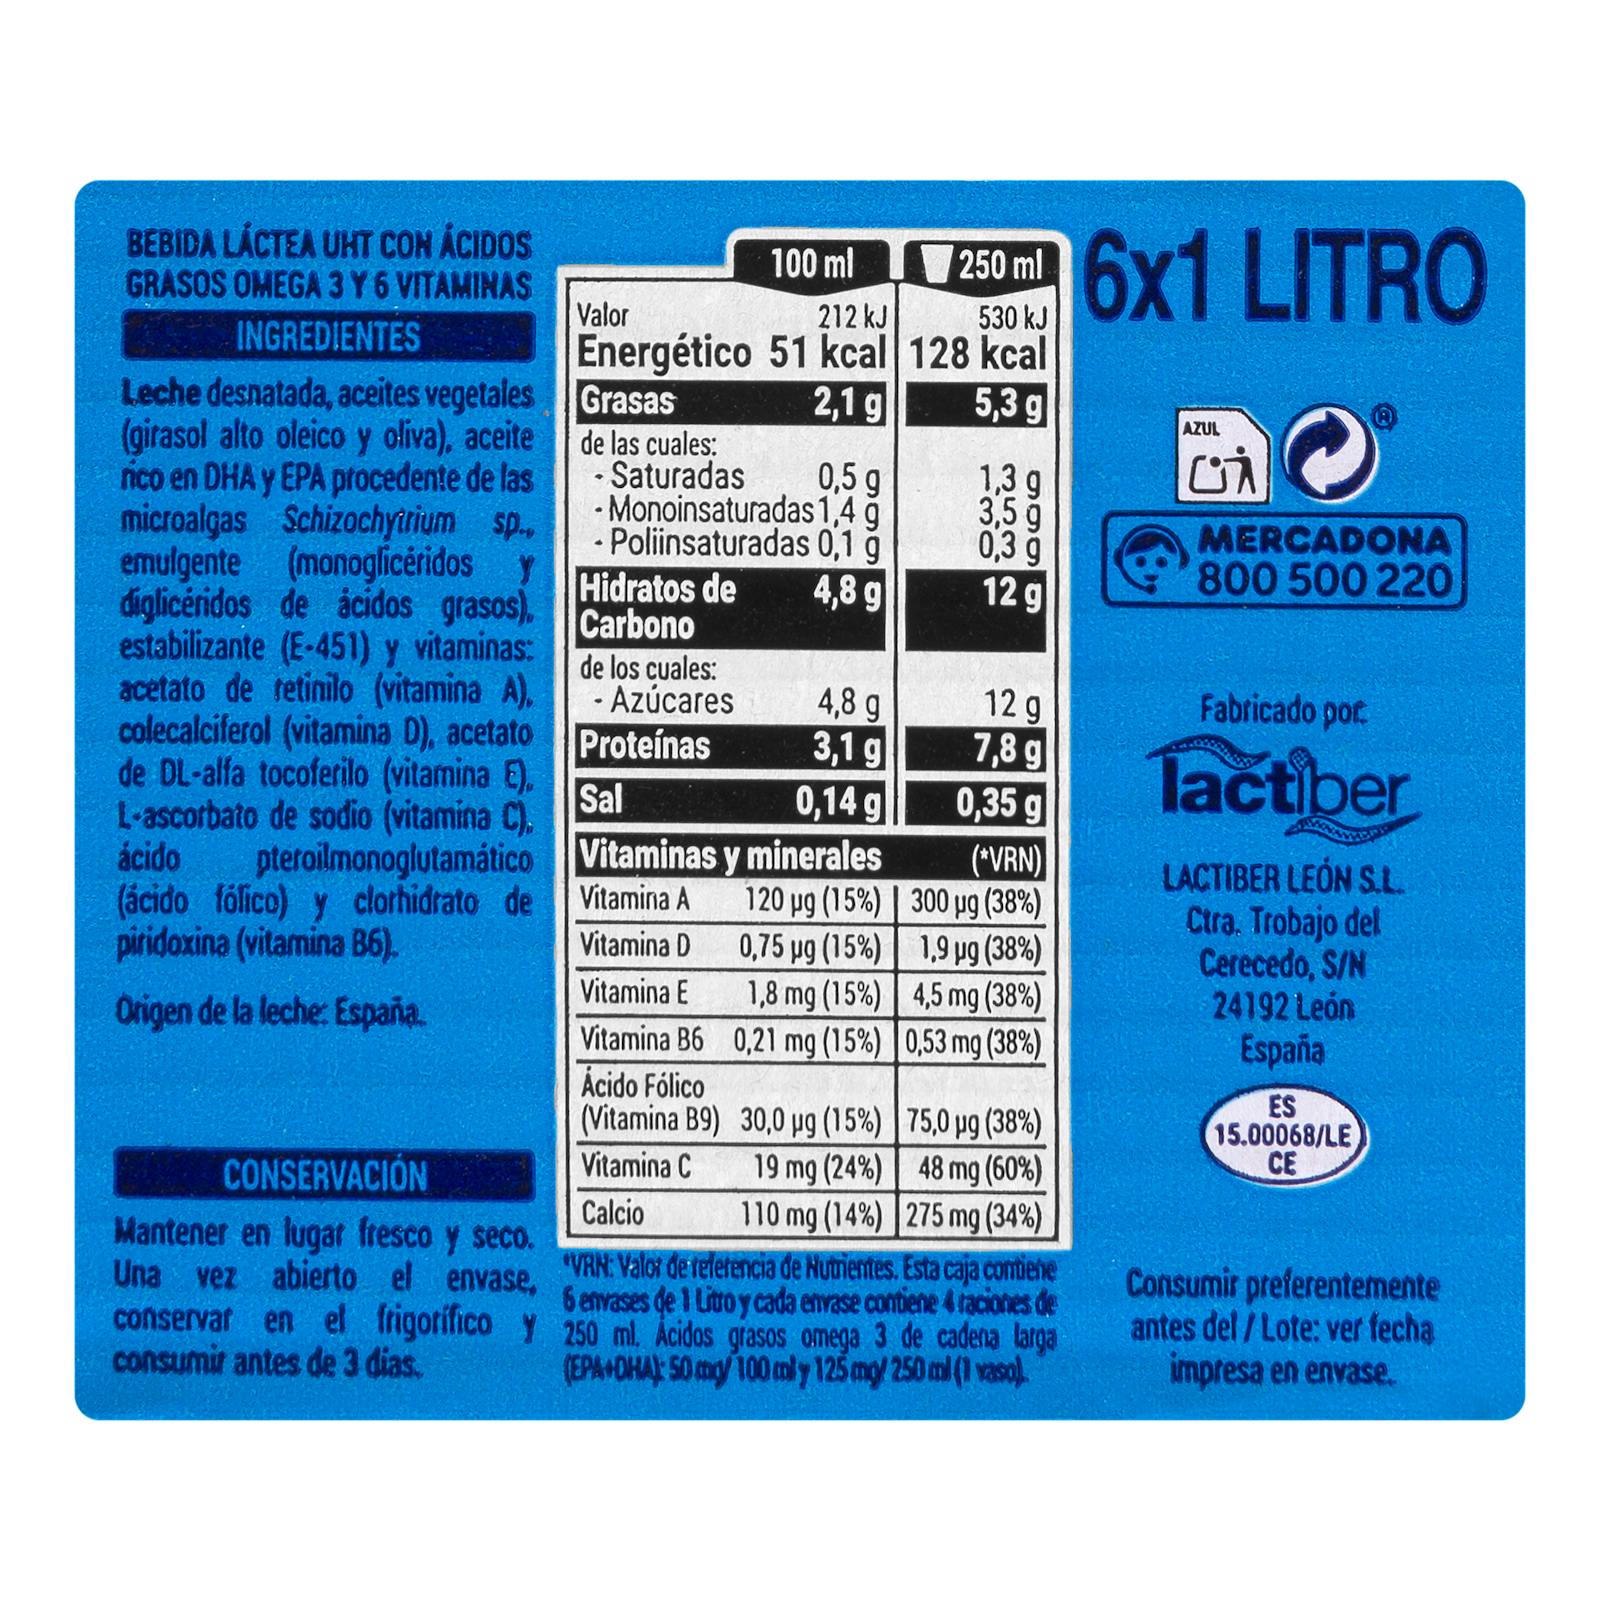 BEBIDA LÁCTEA UHT CON ÁCIDOS
GRASOS OMEGA 3 Y 6 VITAMINAS
INGREDIENTES
Leche desnatada, aceites vegetales
(girasol alto oleico y oliva), aceite
rico en DHA y EPA procedente de las
microalgas Schizochytrium sp.,
emulgente (monoglicéridos y
diglicéridos de ácidos grasos),
estabilizante (E-451) y vitaminas:
acetato de retinilo (vitamina A),
colecalciferol (vitamina D), acetato
de DL-alfa tocoferilo (vitamina E),
L-ascorbato de sodio (vitamina C),
ácido pteroilmonoglutamático
(ácido fólico) y clorhidrato de
piridoxina (vitamina B6).
Origen de la leche: España.
CONSERVACIÓN
Mantener en lugar fresco y seco.
Una vez abierto el envase,
conservar en el frigorífico y
consumir antes de 3 días.
100 ml 250 ml
Valor 212 kJ 530 kJ
Energético 51 kcal 128 kcal
Grasas 2,1 g 5,3 g
de las cuales:
- Saturadas 0,5 g 1,3 g
- Monoinsaturadas 1,4 g 3,5 g
- Poliinsaturadas 0,1 g 0,3 g
Hidratos de 4,8 g 12 g
Carbono
de los cuales:
- Azúcares 4,8 g 12 g
Proteínas 3,1 g 7,8 g
Sal 0,14 g 0,35 g
Vitaminas y minerales (*VRN)
Vitamina A 120 µg (15%) 300 µg (38%)
Vitamina D 0,75 µg (15%) 1,9 µg (38%)
Vitamina E 1,8 mg (15%) 4,5 mg (38%)
Vitamina B6 0,21 mg (15%) 0,53 mg (38%)
Ácido Fólico
(Vitamina B9) 30,0 µg (15%) 75,0 µg (38%)
Vitamina C 19 mg (24%) 48 mg (60%)
Calcio 110 mg (14%) 275 mg (34%)
*VRN: Valor de referencia de Nutrientes. Esta caja contiene
6 envases de 1 Litro y cada envase contiene 4 raciones de
250 ml. Ácidos grasos omega 3 de cadena larga
(EPA+DHA): 50 mg/ 100 ml y 125 mg/ 250 ml (1 vaso).
6x1 LITRO
AZUL
®
MERCADONA
800 500 220
Fabricado por:
lactiber
LACTIBER LEÓN S.L.
Ctra. Trobajo del
Cerecedo, S/N
24192 León
España
ES
15.00068/LE
CE
Consumir preferentemente
antes del / Lote: ver fecha
impresa en envase.